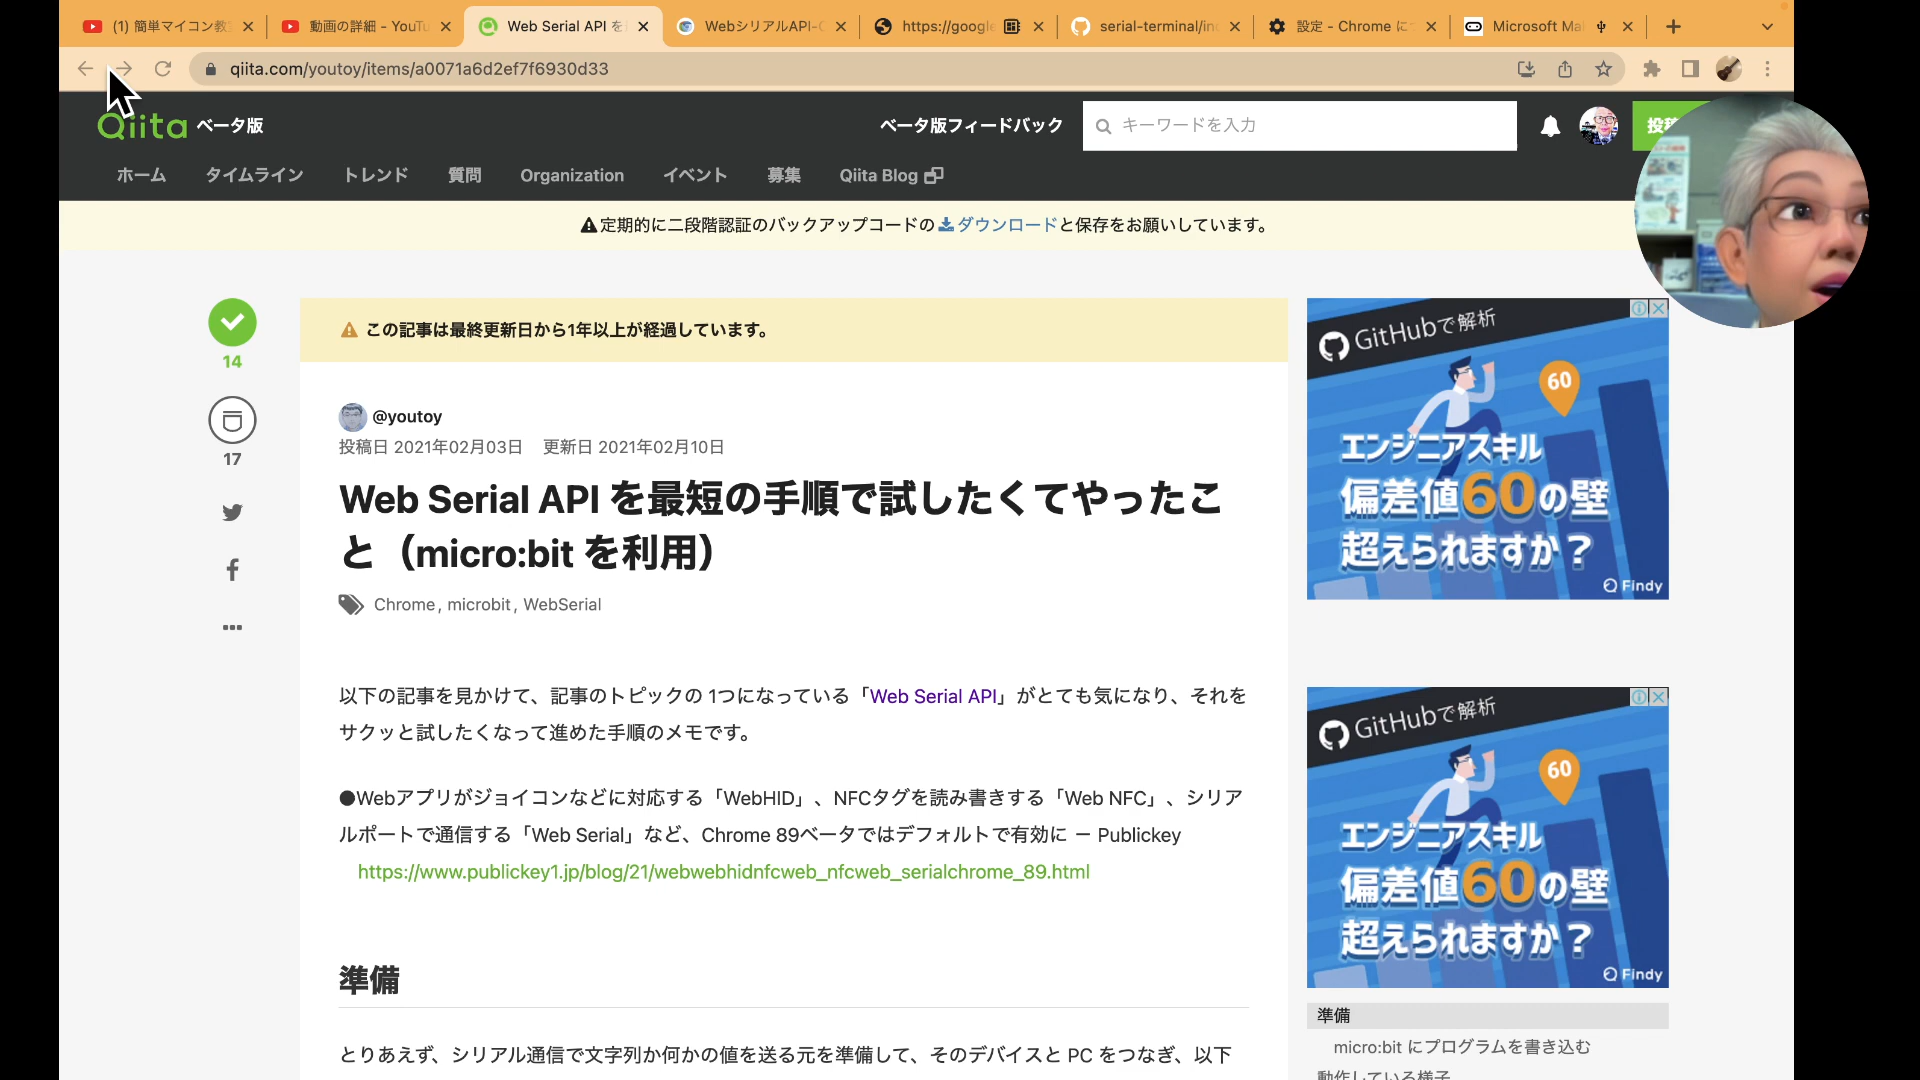 (1) 簡単マイコン教
動画の詳細 - YouTu
Web Serial API を
WebシリアルAPI-C
https://google
serial-terminal/in
設定 - Chrome に
Microsoft Ma
qiita.com/youtoy/items/a0071a6d2ef7f6930d33
Qiita ベータ版
ベータ版フィードバック
キーワードを入力
投稿
ホーム タイムライン トレンド 質問 Organization イベント 募集 Qiita Blog
定期的に二段階認証のバックアップコードのダウンロードと保存をお願いしています。
14
17
この記事は最終更新日から1年以上が経過しています。
@youtoy
投稿日 2021年02月03日 更新日 2021年02月10日
Web Serial API を最短の手順で試したくてやったこ
と（micro:bit を利用）
Chrome, microbit, WebSerial
以下の記事を見かけて、記事のトピックの 1つになっている「Web Serial API」がとても気になり、それを
サクッと試したくなって進めた手順のメモです。
●Webアプリがジョイコンなどに対応する「WebHID」、NFCタグを読み書きする「Web NFC」、シリア
ルポートで通信する「Web Serial」など、Chrome 89ベータではデフォルトで有効に － Publickey
https://www.publickey1.jp/blog/21/webwebhidnfcweb_nfcweb_serialchrome_89.html
準備
とりあえず、シリアル通信で文字列か何かの値を送る元を準備して、そのデバイスと PC をつなぎ、以下
GitHubで解析
60
エンジニアスキル
偏差値60の壁
超えられますか？
Findy
GitHubで解析
60
エンジニアスキル
偏差値60の壁
超えられますか？
Findy
準備
micro:bit にプログラムを書き込む
動作している様子